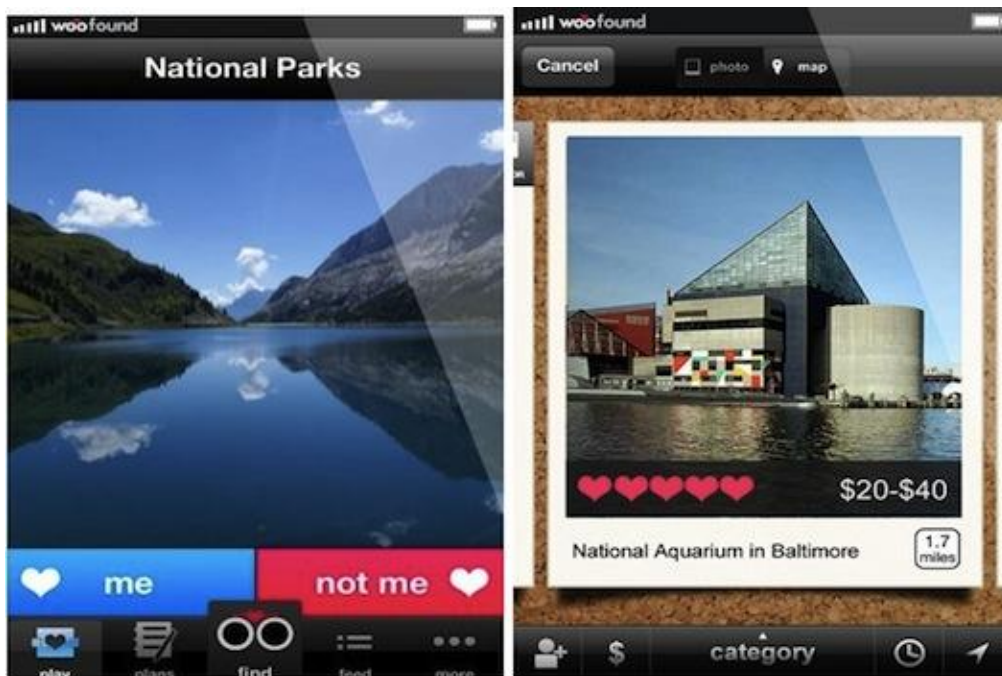 woofound
National Parks
me
not me
play
plans
find
feed
more
woofound
Cancel
photo
map
$20-$40
National Aquarium in Baltimore
1.7
miles
$
category